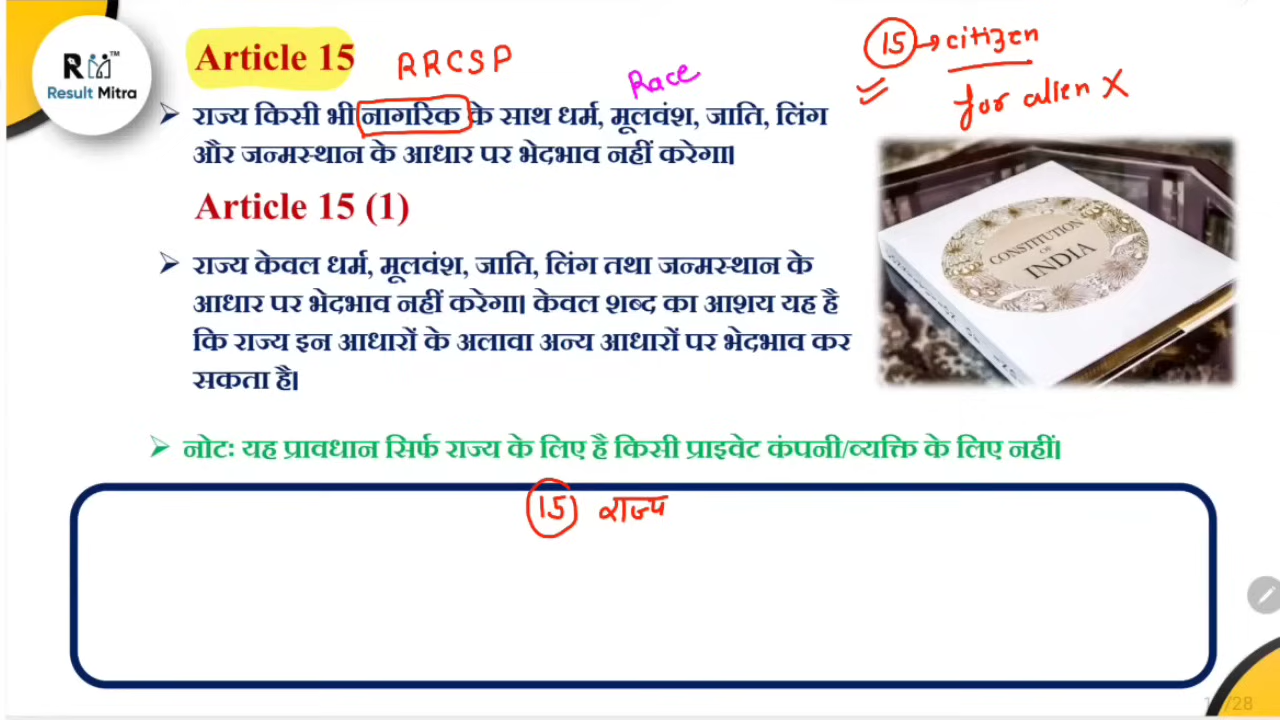 RM™
Result Mitra
Article 15
RRCSP
Race
15 → citizen
for alien X
➢ राज्य किसी भी नागरिक के साथ धर्म, मूलवंश, जाति, लिंग
और जन्मस्थान के आधार पर भेदभाव नहीं करेगा।
Article 15 (1)
➢ राज्य केवल धर्म, मूलवंश, जाति, लिंग तथा जन्मस्थान के
आधार पर भेदभाव नहीं करेगा। केवल शब्द का आशय यह है
कि राज्य इन आधारों के अलावा अन्य आधारों पर भेदभाव कर
सकता है।
CONSTITUTION
OF
INDIA
➢ नोटः यह प्रावधान सिर्फ राज्य के लिए है किसी प्राइवेट कंपनी/व्यक्ति के लिए नहीं।
15 राज्य
/28